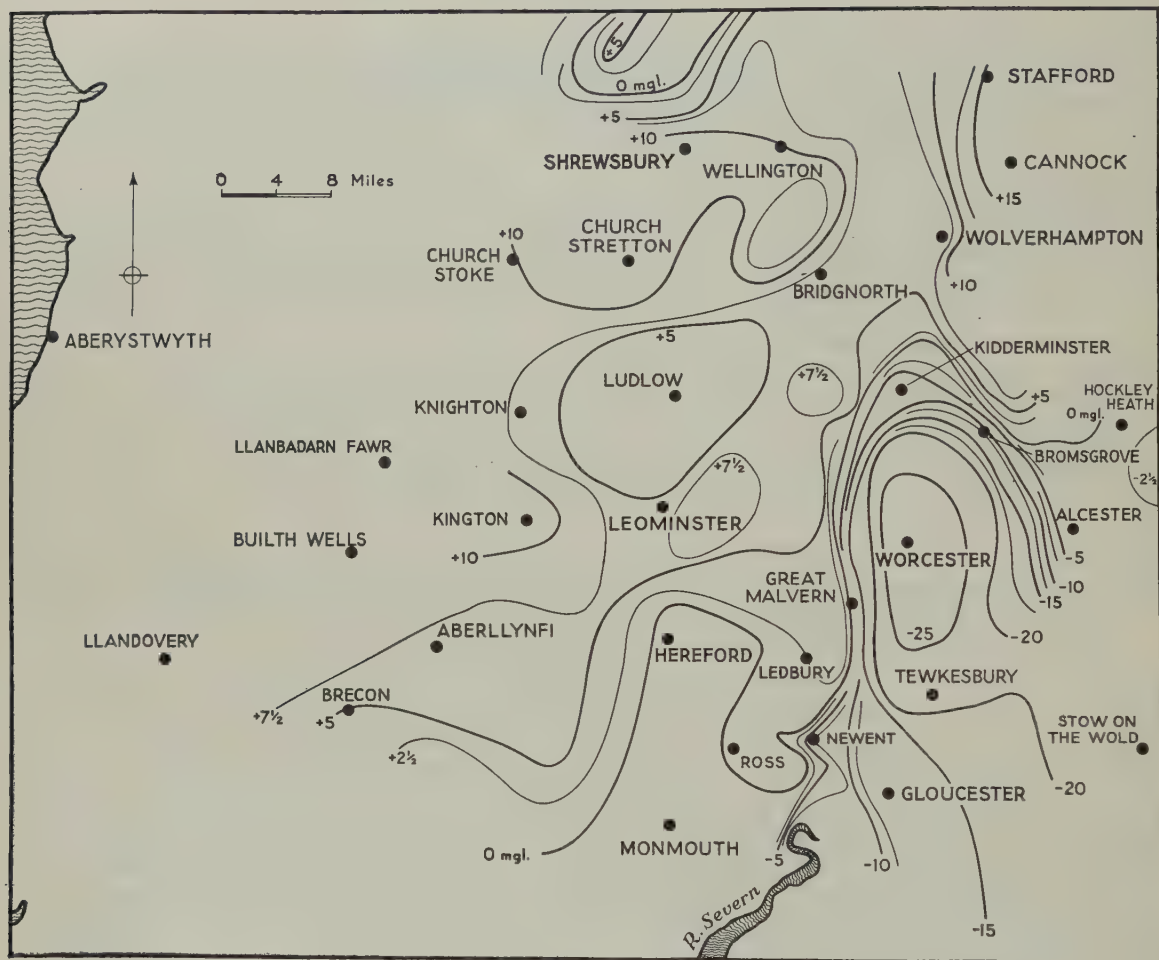 +5
0 mgl.
+5
STAFFORD
+10
SHREWSBURY
WELLINGTON
CANNOCK
0 4 8 Miles
+15
+10
CHURCH
STOKE
CHURCH
STRETTON
WOLVERHAMPTON
+10
BRIDGNORTH
ABERYSTWYTH
+5
KIDDERMINSTER
+7½
LUDLOW
+5
HOCKLEY
HEATH
KNIGHTON
0 mgl.
LLANBADARN FAWR
BROMSGROVE
+7½
-2½
KINGTON
LEOMINSTER
ALCESTER
BUILTH WELLS
+10
WORCESTER
-5
-10
-15
GREAT
MALVERN
-25
-20
LLANDOVERY
ABERLLYNFI
HEREFORD
LEDBURY
TEWKESBURY
BRECON
+7½
+5
+2½
NEWENT
STOW ON
THE WOLD
ROSS
-20
GLOUCESTER
MONMOUTH
0 mgl.
-5
-10
R. Severn
-15